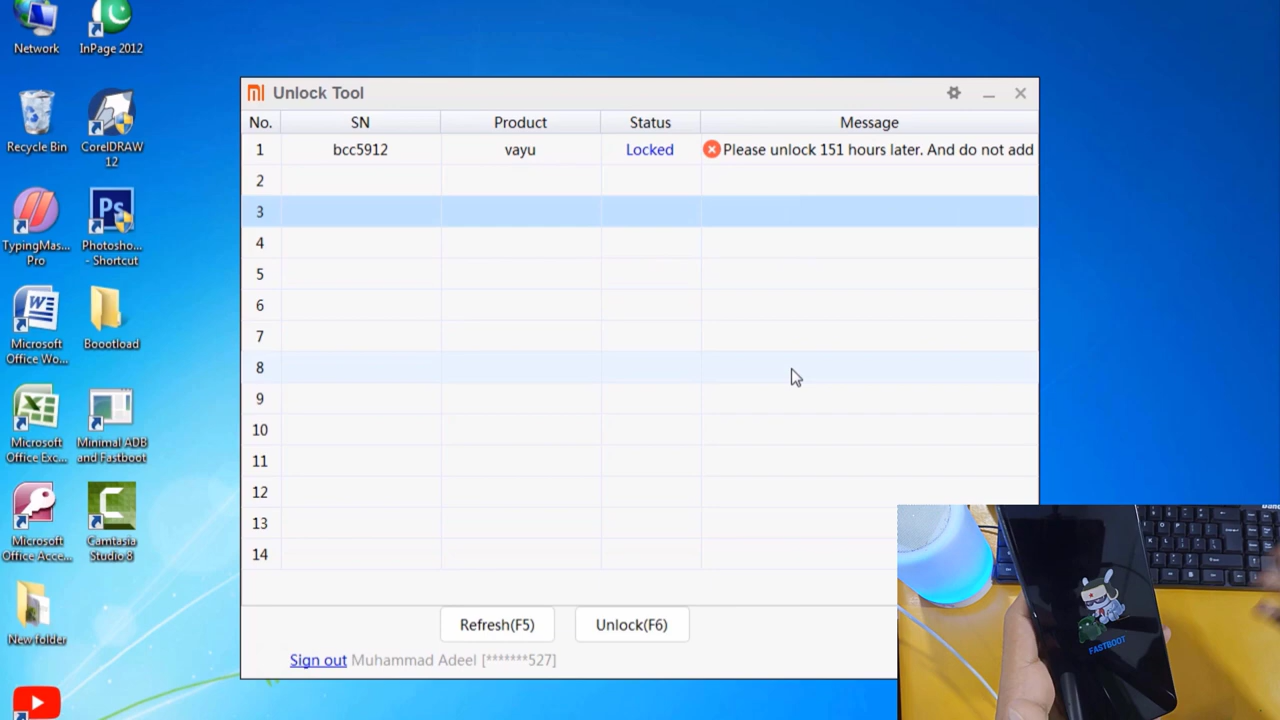 Network
InPage 2012
Recycle Bin
CorelDRAW
12
TypingMas...
Pro
Photosho...
- Shortcut
Microsoft
Office Wo...
Boootload
Microsoft
Office Exc...
Minimal ADB
and Fastboot
Microsoft
Office Acce...
Camtasia
Studio 8
New folder
Ps
Unlock Tool
No. SN Product Status Message
1 bcc5912 vayu Locked Please unlock 151 hours later. And do not add
2
3
4
5
6
7
8
9
10
11
12
13
14
Refresh(F5) Unlock(F6)
Sign out Muhammad Adeel [*******527]
FASTBOOT